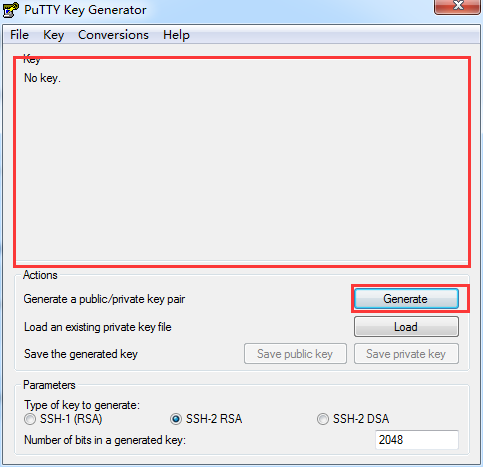 PuTTY Key Generator
File Key Conversions Help
Key
No key.
Actions
Generate a public/private key pair Generate
Load an existing private key file Load
Save the generated key Save public key Save private key
Parameters
Type of key to generate:
SSH-1 (RSA) SSH-2 RSA SSH-2 DSA
Number of bits in a generated key: 2048